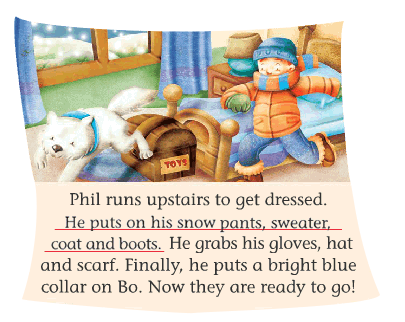 TOYS
Phil runs upstairs to get dressed.
He puts on his snow pants, sweater,
coat and boots. He grabs his gloves, hat
and scarf. Finally, he puts a bright blue
collar on Bo. Now they are ready to go!